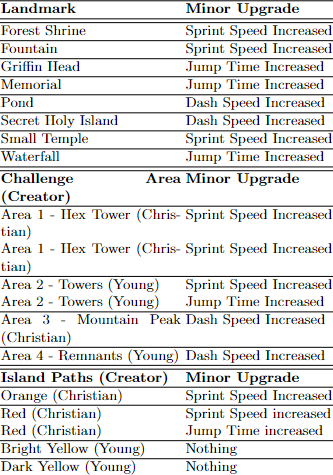 Landmark Minor Upgrade
Forest Shrine Sprint Speed Increased
Fountain Sprint Speed Increased
Griffin Head Jump Time Increased
Memorial Jump Time Increased
Pond Dash Speed Increased
Secret Holy Island Dash Speed Increased
Small Temple Sprint Speed Increased
Waterfall Jump Time Increased
Challenge Area Minor Upgrade
(Creator)
Area 1 - Hex Tower (Chris- Sprint Speed Increased
tian)
Area 1 - Hex Tower (Chris- Sprint Speed Increased
tian)
Area 2 - Towers (Young) Sprint Speed Increased
Area 2 - Towers (Young) Jump Time Increased
Area 3 - Mountain Peak Dash Speed Increased
(Christian)
Area 4 - Remnants (Young) Dash Speed Increased
Island Paths (Creator) Minor Upgrade
Orange (Christian) Sprint Speed Increased
Red (Christian) Sprint Speed increased
Red (Christian) Jump Time increased
Bright Yellow (Young) Nothing
Dark Yellow (Young) Nothing